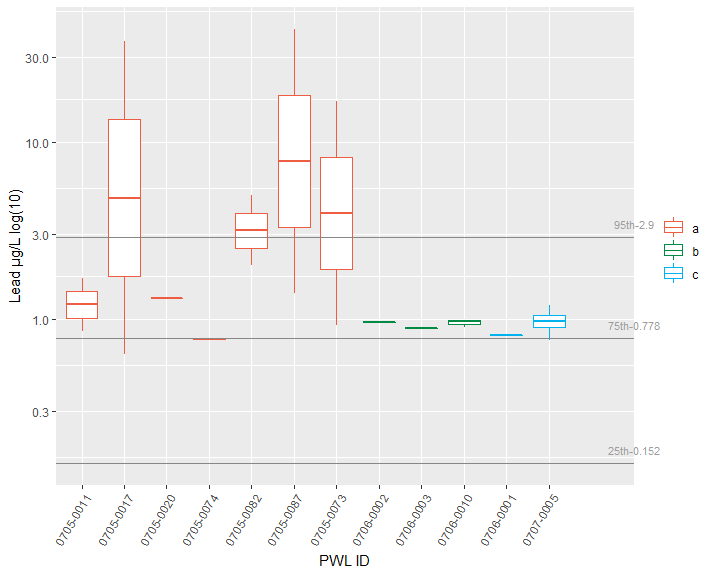 Lead µg/L log(10)
30.0
10.0
3.0
1.0
0.3
95th-2.9
75th-0.778
25th-0.152
a
b
c
0705-0011
0705-0017
0705-0020
0705-0074
0705-0082
0705-0087
0705-0073
0706-0002
0706-0003
0706-0010
0706-0001
0707-0005
PWL ID